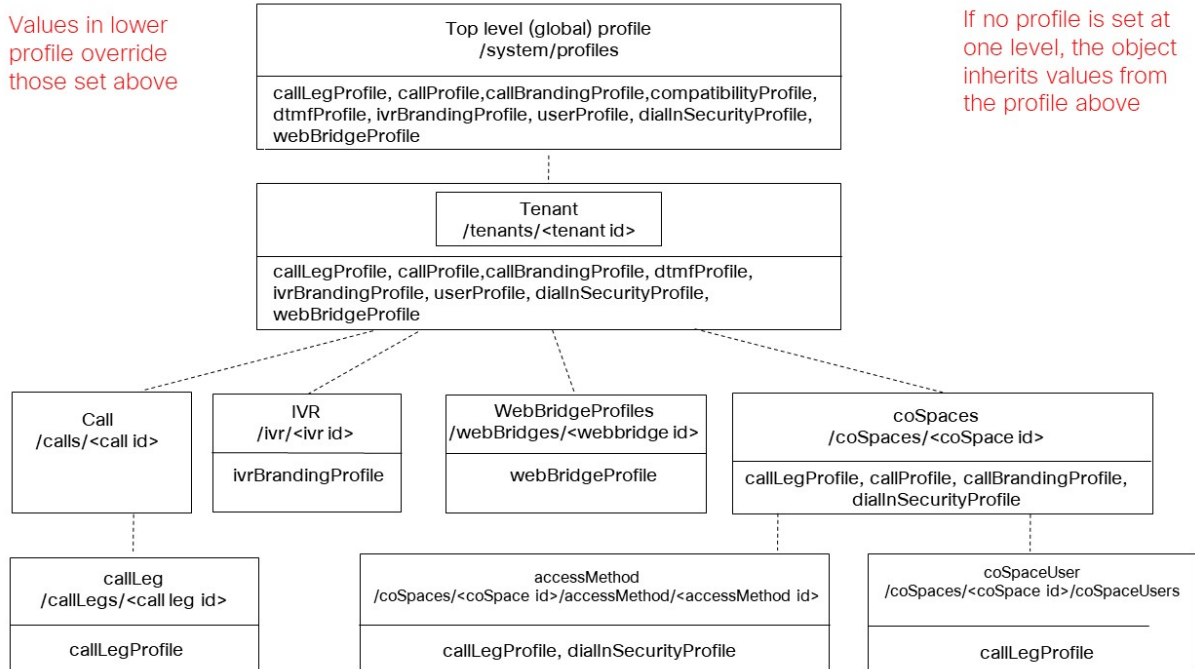 Values in lower
profile override
those set above
Top level (global) profile
/system/profiles
callLegProfile, callProfile,callBrandingProfile,compatibilityProfile,
dtmfProfile, ivrBrandingProfile, userProfile, dialInSecurityProfile,
webBridgeProfile
If no profile is set at
one level, the object
inherits values from
the profile above
Tenant
/tenants/<tenant id>
callLegProfile, callProfile,callBrandingProfile, dtmfProfile,
ivrBrandingProfile, userProfile, dialInSecurityProfile,
webBridgeProfile
Call
/calls/<call id>
IVR
/ivr/<ivr id>
ivrBrandingProfile
WebBridgeProfiles
/webBridges/<webbridge id>
webBridgeProfile
coSpaces
/coSpaces/<coSpace id>
callLegProfile, callProfile, callBrandingProfile,
dialInSecurityProfile
callLeg
/callLegs/<call leg id>
callLegProfile
accessMethod
/coSpaces/<coSpace id>/accessMethod/<accessMethod id>
callLegProfile, dialInSecurityProfile
coSpaceUser
/coSpaces/<coSpace id>/coSpaceUsers
callLegProfile